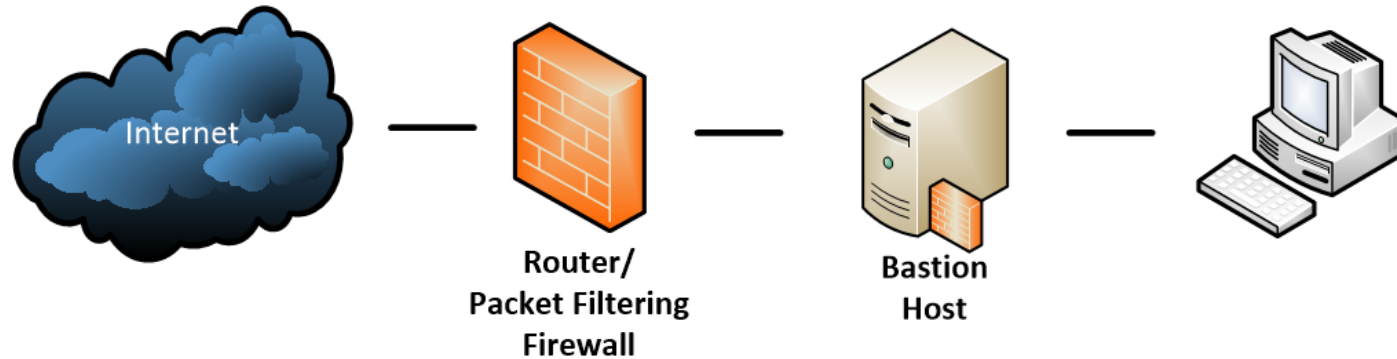 Internet
Router/
Packet Filtering
Firewall
Bastion
Host